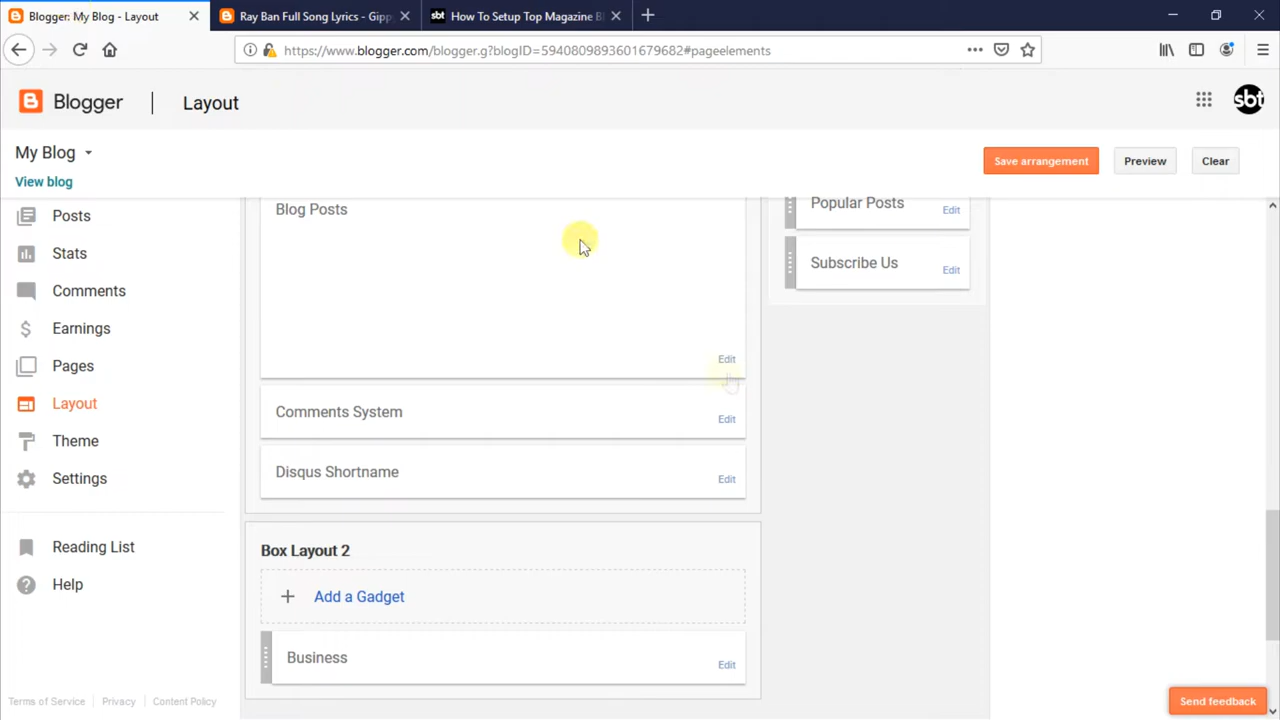 Blogger: My Blog - Layout
Ray Ban Full Song Lyrics - Gipp
sbt How To Setup Top Magazine Bl
https://www.blogger.com/blogger.g?blogID=5940809893601679682#pageelements
Blogger
Layout
sbt
My Blog
Save arrangement
Preview
Clear
View blog
Posts
Stats
Comments
Earnings
Pages
Layout
Theme
Settings
Reading List
Help
Terms of Service
Privacy
Content Policy
Blog Posts
Edit
Comments System
Edit
Disqus Shortname
Edit
Box Layout 2
Add a Gadget
Business
Edit
Popular Posts
Edit
Subscribe Us
Edit
Send feedback